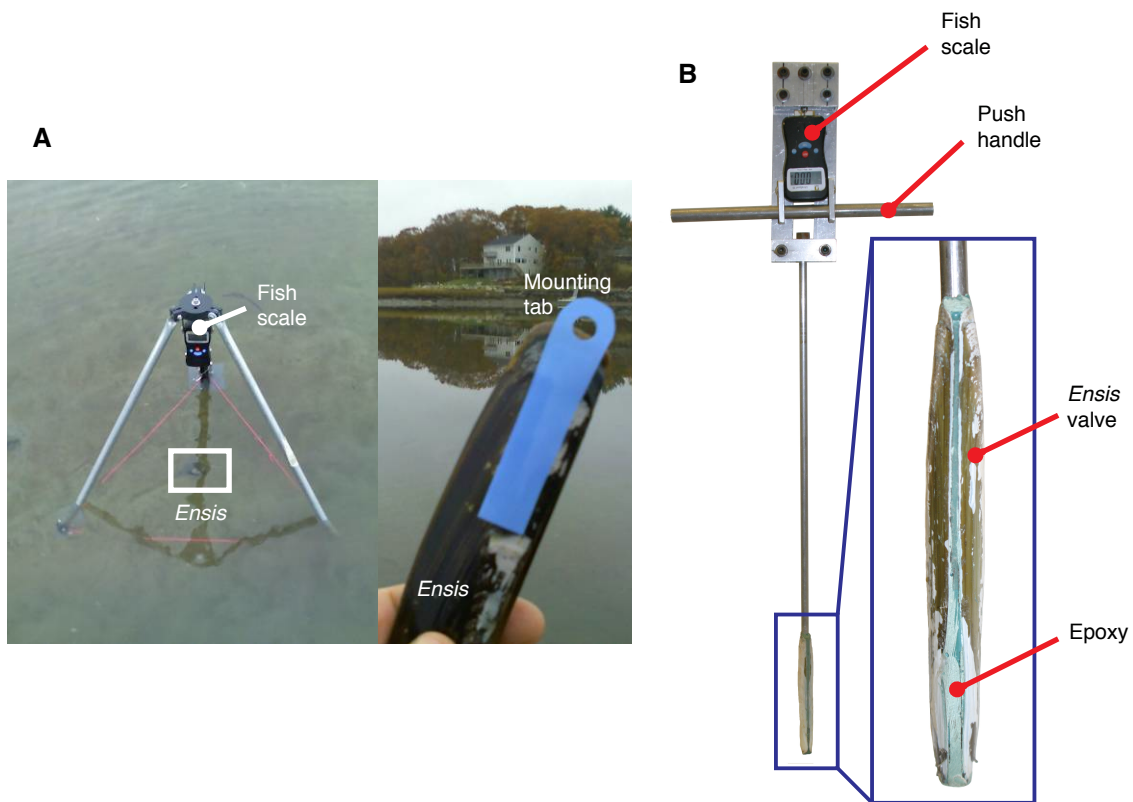 A
Fish
scale
Ensis
Mounting
tab
Ensis
B
Fish
scale
Push
handle
Ensis
valve
Epoxy